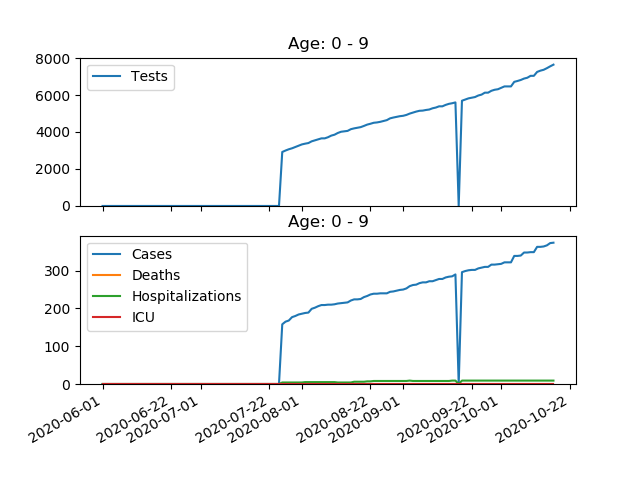 Age: 0 - 9
8000
6000
4000
2000
0
Tests
Age: 0 - 9
300
200
100
0
Cases
Deaths
Hospitalizations
ICU
2020-06-01
2020-06-22
2020-07-01
2020-07-22
2020-08-01
2020-08-22
2020-09-01
2020-09-22
2020-10-01
2020-10-22